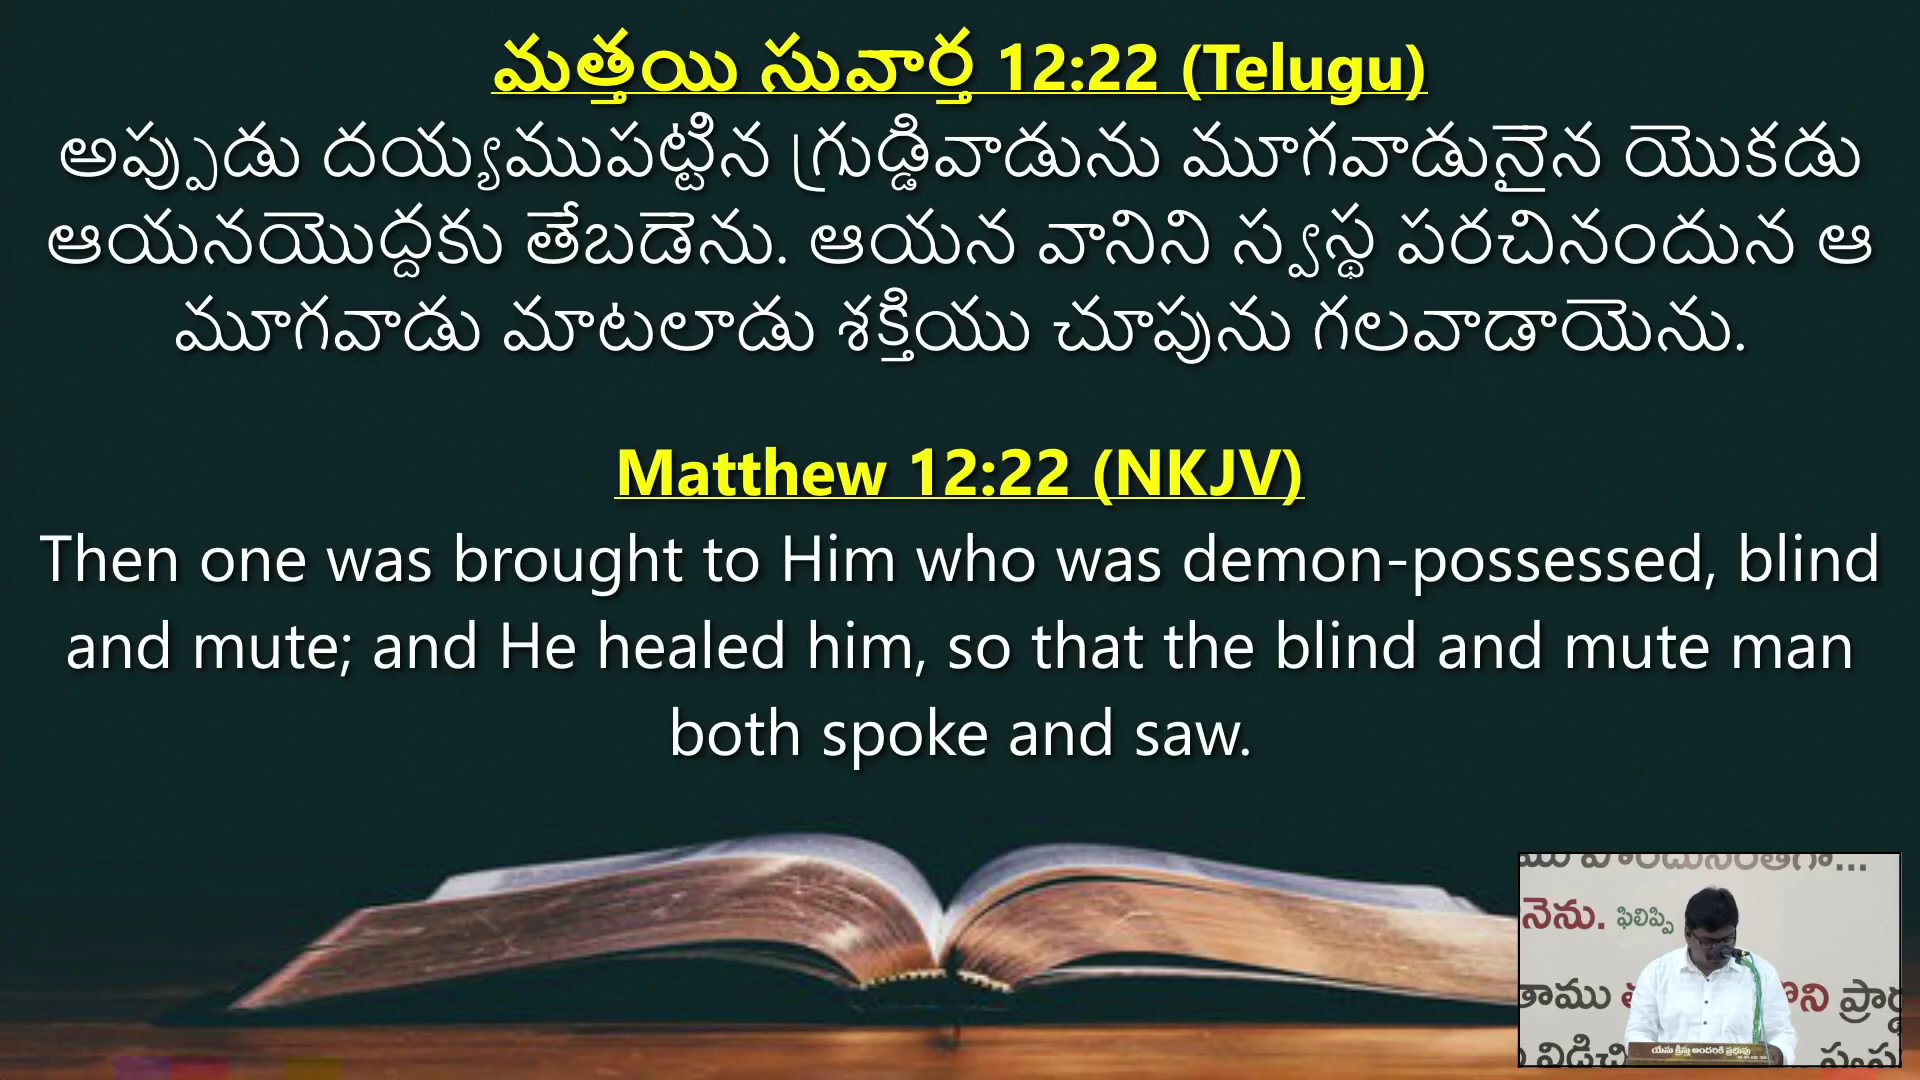 మత్తయి సువార్త 12:22 (Telugu)
అప్పుడు దయ్యముపట్టిన గ్రుడ్డివాడును మూగవాడునైన యొకడు
ఆయనయొద్దకు తేబడెను. ఆయన వానిని స్వస్థ పరచినందున ఆ
మూగవాడు మాటలాడు శక్తియు చూపును గలవాడాయెను.
Matthew 12:22 (NKJV)
Then one was brought to Him who was demon-possessed, blind
and mute; and He healed him, so that the blind and mute man
both spoke and saw.
నెను. ఫిలిప్పి
తాము
యేసు క్రీస్తు అందరికి ప్రభువు